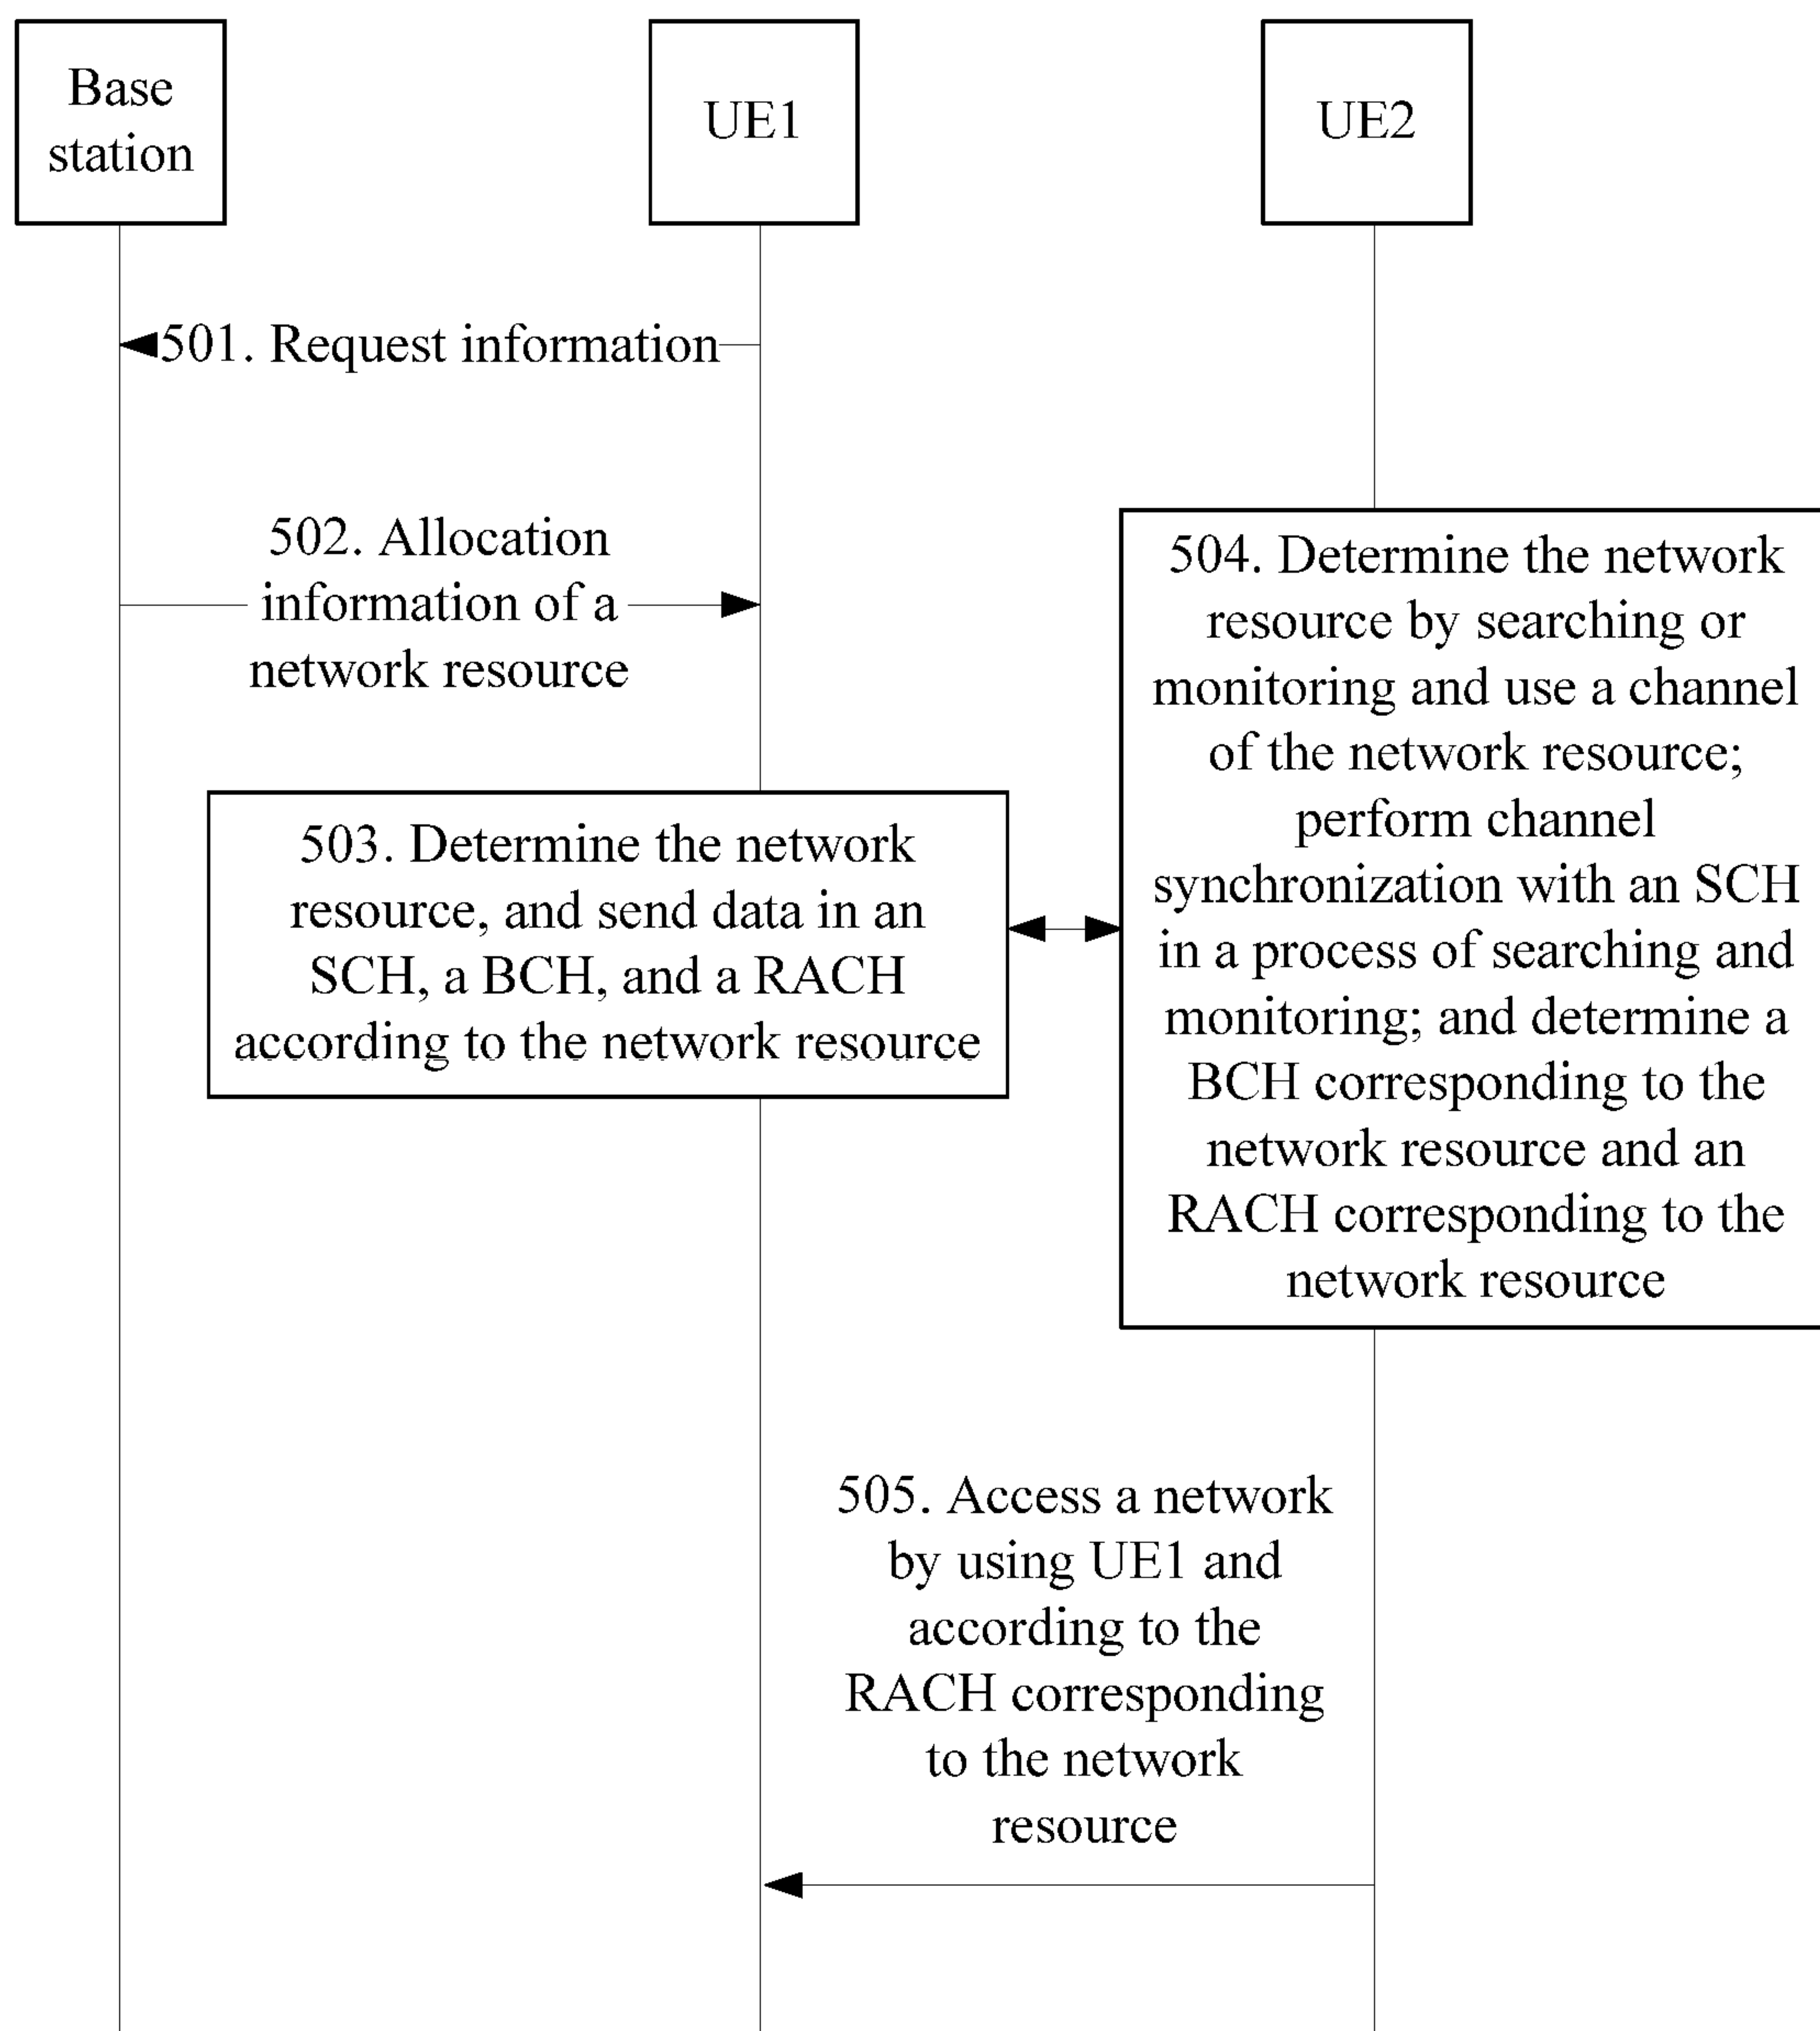 Base
station
UE1
UE2
501. Request information
502. Allocation
information of a
network resource
503. Determine the network
resource, and send data in an
SCH, a BCH, and a RACH
according to the network resource
504. Determine the network
resource by searching or
monitoring and use a channel
of the network resource;
perform channel
synchronization with an SCH
in a process of searching and
monitoring; and determine a
BCH corresponding to the
network resource and an
RACH corresponding to the
network resource
505. Access a network
by using UE1 and
according to the
RACH corresponding
to the network
resource